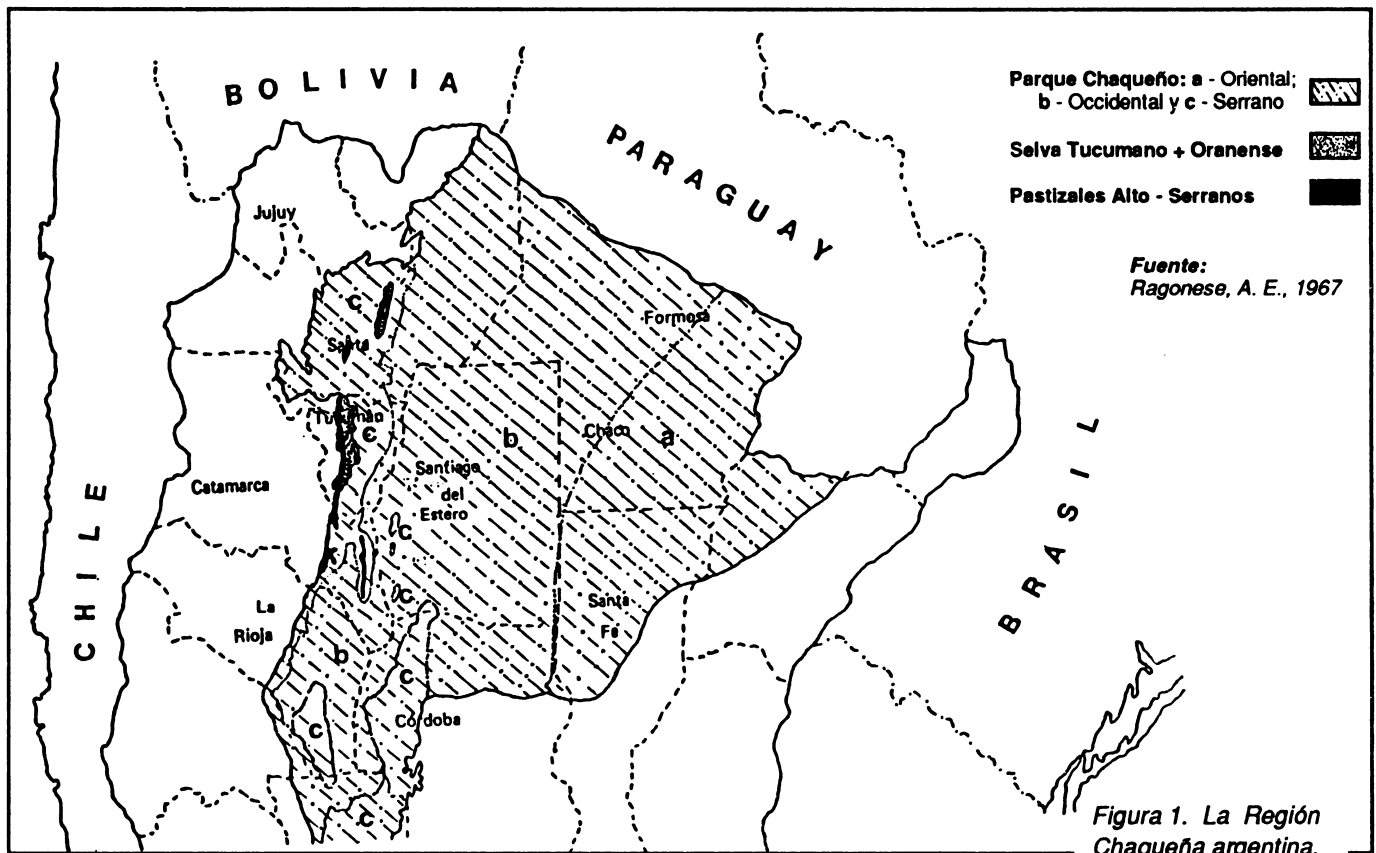 BOLIVIA
PARAGUAY
Parque Chaqueño: a - Oriental;
b - Occidental y c - Serrano
Selva Tucumano + Oranense
Pastizales Alto - Serranos
Fuente:
Ragonese, A. E., 1967
Jujuy
c
Salta
Formosa
Tucumán
c
b
Chaco
a
Catamarca
Santiago
del
Estero
c
CHILE
BRASIL
La
Rioja
c
Santa
Fe
b
c
Córdoba
c
c
Figura 1. La Región
Chaqueña argentina.